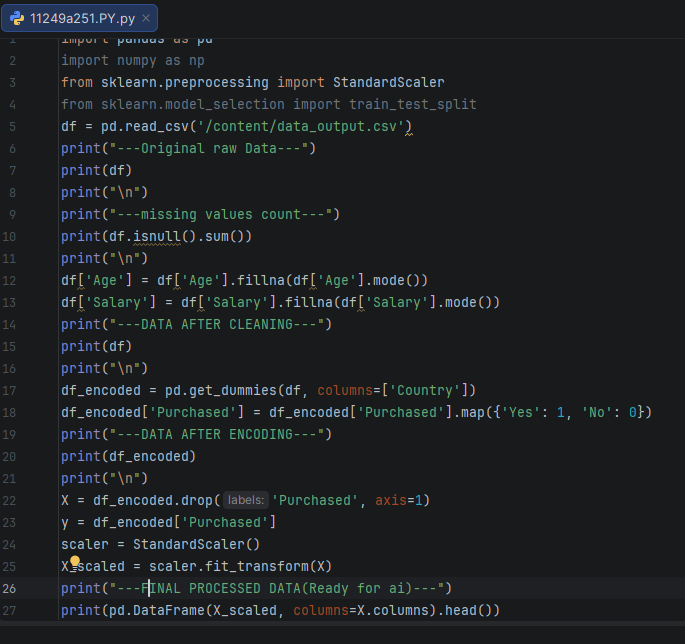 11249a251.PY.py
1 import pandas as pd
2 import numpy as np
3 from sklearn.preprocessing import StandardScaler
4 from sklearn.model_selection import train_test_split
5 df = pd.read_csv('/content/data_output.csv')
6 print("---Original raw Data---")
7 print(df)
8 print("\n")
9 print("---missing values count---")
10 print(df.isnull().sum())
11 print("\n")
12 df['Age'] = df['Age'].fillna(df['Age'].mode())
13 df['Salary'] = df['Salary'].fillna(df['Salary'].mode())
14 print("---DATA AFTER CLEANING---")
15 print(df)
16 print("\n")
17 df_encoded = pd.get_dummies(df, columns=['Country'])
18 df_encoded['Purchased'] = df_encoded['Purchased'].map({'Yes': 1, 'No': 0})
19 print("---DATA AFTER ENCODING---")
20 print(df_encoded)
21 print("\n")
22 X = df_encoded.drop( labels: 'Purchased', axis=1)
23 y = df_encoded['Purchased']
24 scaler = StandardScaler()
25 X_scaled = scaler.fit_transform(X)
26 print("---FINAL PROCESSED DATA(Ready for ai)---")
27 print(pd.DataFrame(X_scaled, columns=X.columns).head())